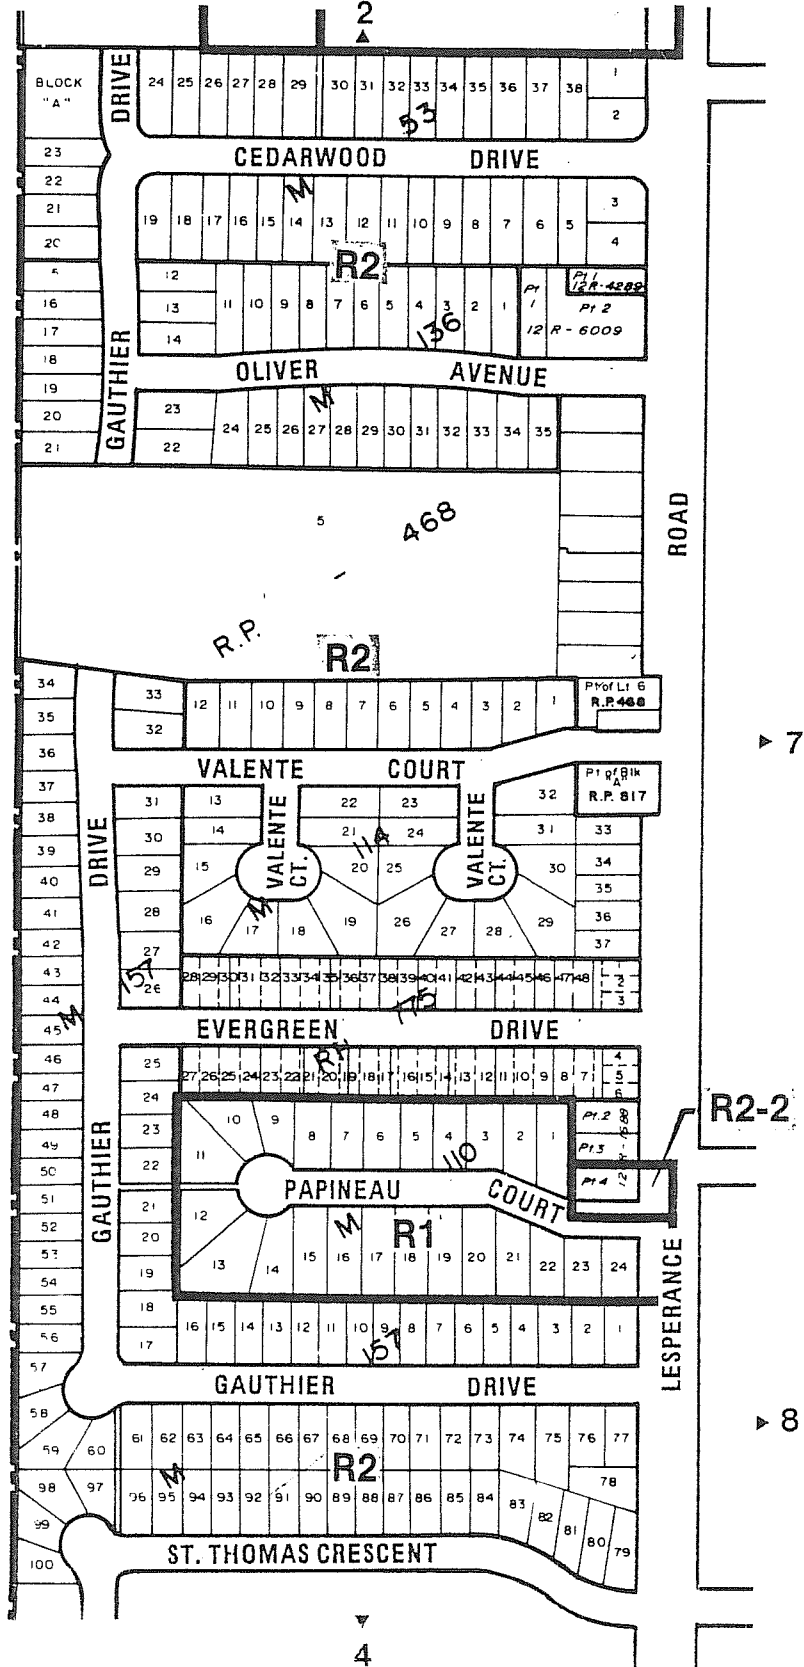 2
BLOCK "A"
DRIVE
24 25 26 27 28 29 30 31 32 33 34 35 36 37 38 1
2
53
23
CEDARWOOD DRIVE
22
M
21
19 18 17 16 15 14 13 12 11 10 9 8 7 6 5 3
4
20
R2
5
12
Pt 1
12R-4289
16
11 10 9 8 7 6 5 4 3 2 1
Pt 1
Pt 2
13
136
12 R-6009
17
14
18
GAUTHIER
OLIVER AVENUE
19
M
20
23
24 25 26 27 28 29 30 31 32 33 34 35
21
22
ROAD
5
468
R.P.
R2
34
33
12 11 10 9 8 7 6 5 4 3 2 1
Pt of Lt 6
R.P. 468
35
32
36
7
VALENTE COURT
37
31
13
22 23
32
Pt of Blk "A"
R.P. 817
38
30
14
VALENTE CT.
21 24
VALENTE CT.
31
33
DRIVE
114
39
29
15
20 25
30
34
40
35
41
28
16 17 18 19 26 27 28 29
36
M
42
27
37
43
157
26
28 29 30 31 32 33 34 35 36 37 38 39 40 41 42 43 44 45 46 47 48
2
3
44
M
775
45
EVERGREEN DRIVE
46
25
RH
4
47
27 26 25 24 23 22 21 20 19 18 17 16 15 14 13 12 11 10 9 8 7
5
6
24
R2-2
48
23
11 10 9 8 7 6 5 4 3 2 1
Pt.2
12R-1688
49
22
110
Pt.3
50
Pt 4
51
GAUTHIER
21
12
PAPINEAU COURT
52
20
M
R1
53
19
13 14 15 16 17 18 19 20 21 22 23 24
54
LESPERANCE
55
18
56
17
16 15 14 13 12 11 10 9 8 7 6 5 4 3 2 1
157
57
GAUTHIER DRIVE
58
8
59
60
61 62 63 64 65 66 67 68 69 70 71 72 73 74 75 76 77
M
R2
78
98
97
96 95 94 93 92 91 90 89 88 87 86 85 84 83 82 81 80 79
99
100
ST. THOMAS CRESCENT
4